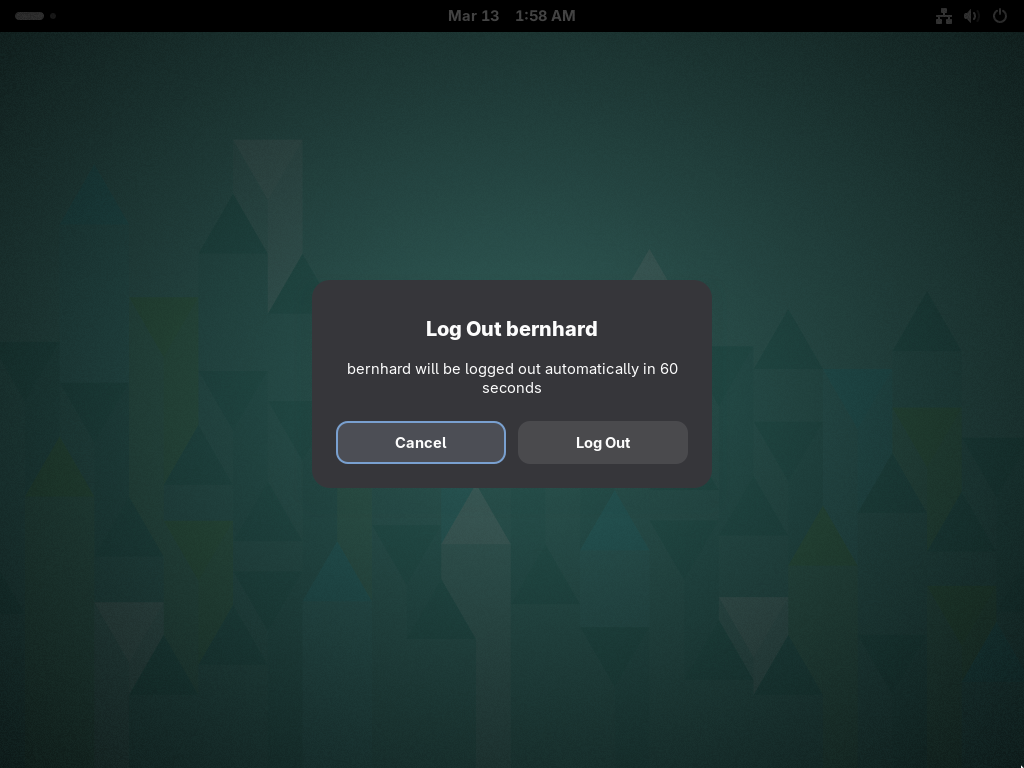 Mar 13 1:58 AM
Log Out bernhard
bernhard will be logged out automatically in 60
seconds
Cancel Log Out